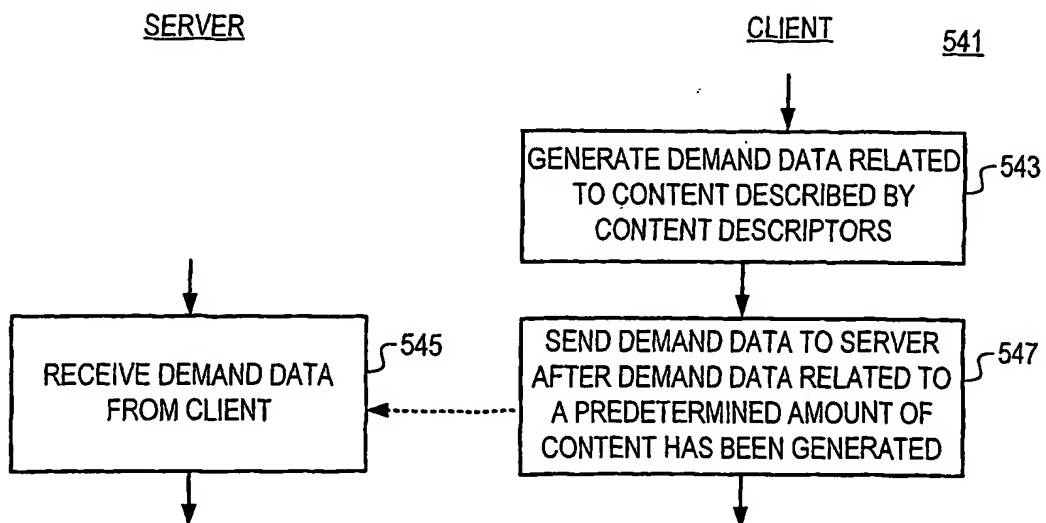 SERVER
CLIENT
541
GENERATE DEMAND DATA RELATED
TO CONTENT DESCRIBED BY
CONTENT DESCRIPTORS
543
RECEIVE DEMAND DATA
FROM CLIENT
545
SEND DEMAND DATA TO SERVER
AFTER DEMAND DATA RELATED TO
A PREDETERMINED AMOUNT OF
CONTENT HAS BEEN GENERATED
547